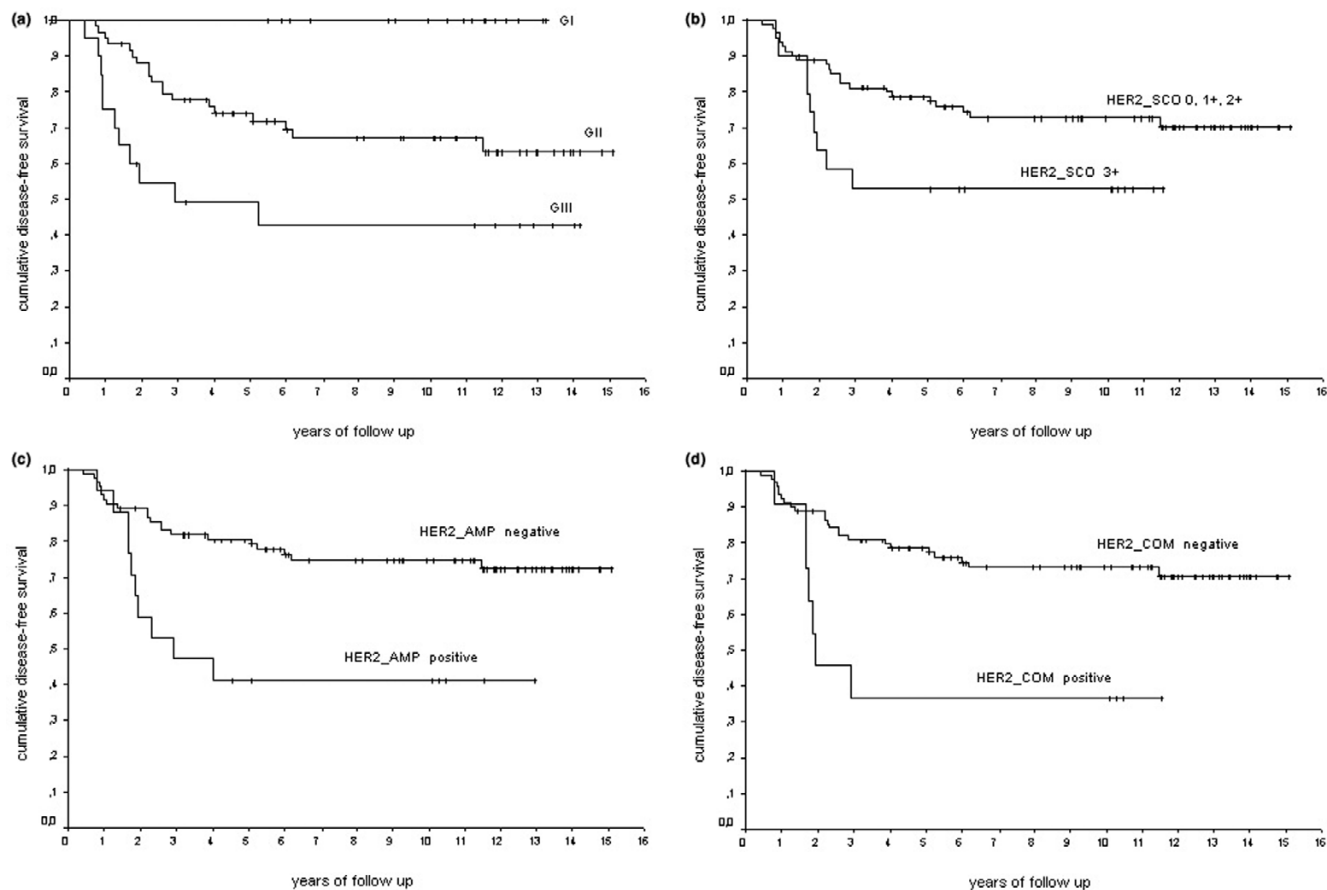 (a)
cumulative disease-free survival
1,0
,9
,8
,7
,6
,5
,4
,3
,2
,1
0,0
GI
GII
GIII
0 1 2 3 4 5 6 7 8 9 10 11 12 13 14 15 16
years of follow up
(b)
cumulative disease-free survival
1,0
,9
,8
,7
,6
,5
,4
,3
,2
,1
0,0
HER2_SCO 0, 1+, 2+
HER2_SCO 3+
0 1 2 3 4 5 6 7 8 9 10 11 12 13 14 15 16
years of follow up
(c)
cumulative disease-free survival
1,0
,9
,8
,7
,6
,5
,4
,3
,2
,1
0,0
HER2_AMP negative
HER2_AMP positive
0 1 2 3 4 5 6 7 8 9 10 11 12 13 14 15 16
years of follow up
(d)
cumulative disease-free survival
1,0
,9
,8
,7
,6
,5
,4
,3
,2
,1
0,0
HER2_COM negative
HER2_COM positive
0 1 2 3 4 5 6 7 8 9 10 11 12 13 14 15 16
years of follow up